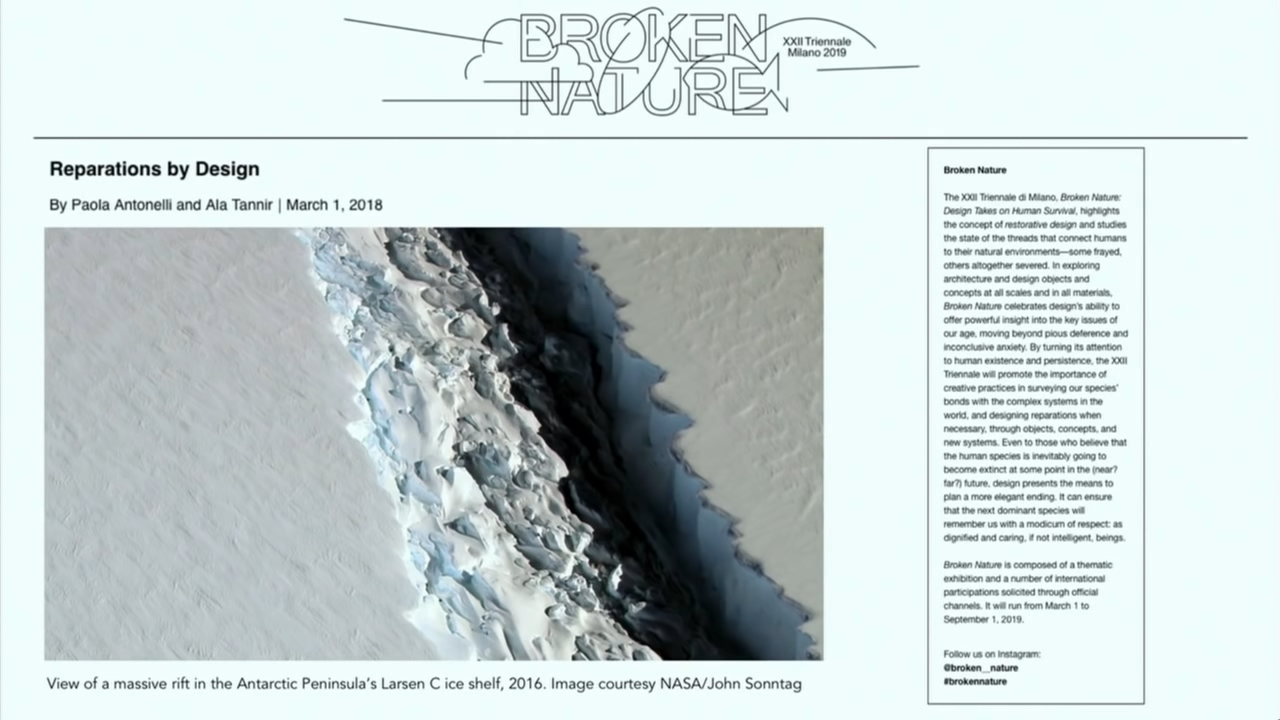 BROKEN
NATURE
XXII Triennale
Milano 2019
Reparations by Design
By Paola Antonelli and Ala Tannir | March 1, 2018
View of a massive rift in the Antarctic Peninsula's Larsen C ice shelf, 2016. Image courtesy NASA/John Sonntag
Broken Nature
The XXII Triennale di Milano, Broken Nature:
Design Takes on Human Survival, highlights
the concept of restorative design and studies
the state of the threads that connect humans
to their natural environments—some frayed,
others altogether severed. In exploring
architecture and design objects and
concepts at all scales and in all materials,
Broken Nature celebrates design's ability to
offer powerful insight into the key issues of
our age, moving beyond pious deference and
inconclusive anxiety. By turning its attention
to human existence and persistence, the XXII
Triennale will promote the importance of
creative practices in surveying our species'
bonds with the complex systems in the
world, and designing reparations when
necessary, through objects, concepts, and
new systems. Even to those who believe that
the human species is inevitably going to
become extinct at some point in the (near?
far?) future, design presents the means to
plan a more elegant ending. It can ensure
that the next dominant species will
remember us with a modicum of respect: as
dignified and caring, if not intelligent, beings.
Broken Nature is composed of a thematic
exhibition and a number of international
participations solicited through official
channels. It will run from March 1 to
September 1, 2019.
Follow us on Instagram:
@broken__nature
#brokennature